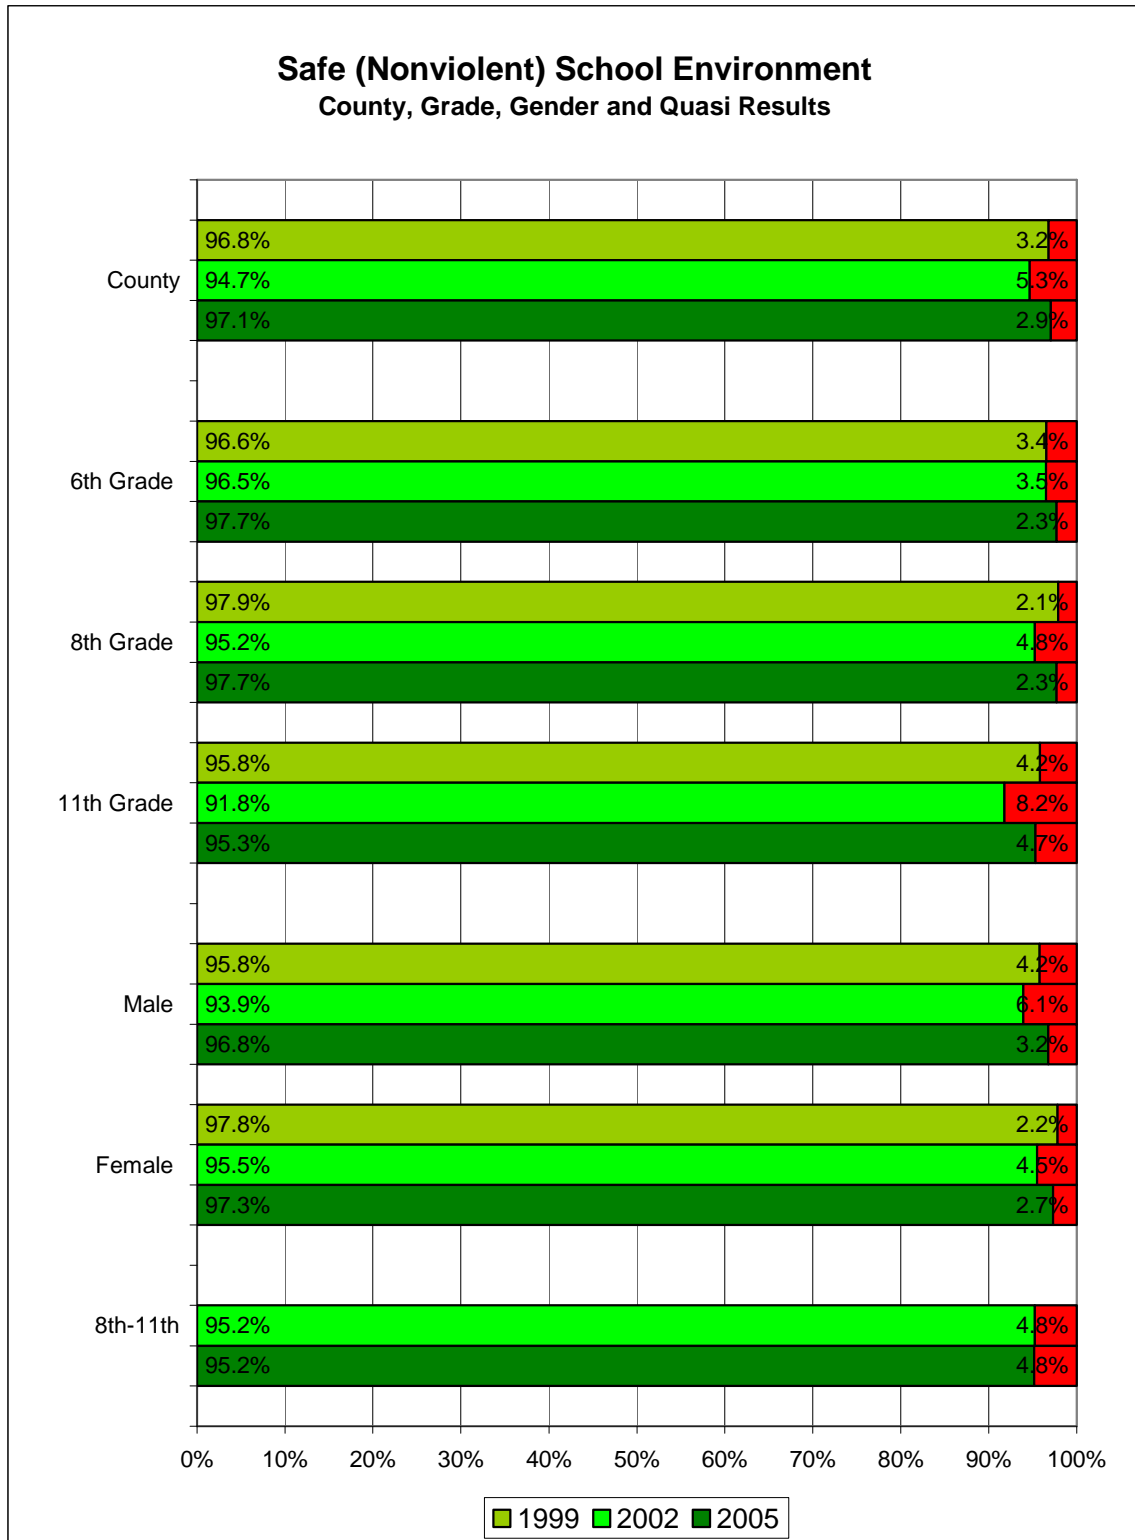 Safe (Nonviolent) School Environment
County, Grade, Gender and Quasi Results
96.8% 3.2%
County 94.7% 5.3%
97.1% 2.9%
96.6% 3.4%
6th Grade 96.5% 3.5%
97.7% 2.3%
97.9% 2.1%
8th Grade 95.2% 4.8%
97.7% 2.3%
95.8% 4.2%
11th Grade 91.8% 8.2%
95.3% 4.7%
95.8% 4.2%
Male 93.9% 6.1%
96.8% 3.2%
97.8% 2.2%
Female 95.5% 4.5%
97.3% 2.7%
8th-11th 95.2% 4.8%
95.2% 4.8%
0% 10% 20% 30% 40% 50% 60% 70% 80% 90% 100%
1999 2002 2005